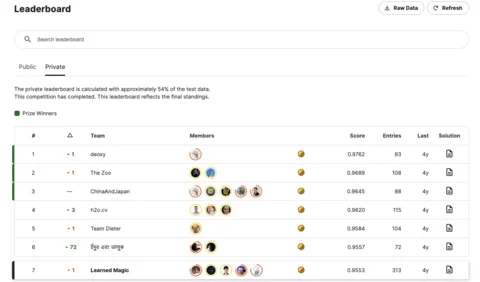 Leaderboard
Raw Data
Refresh
Search leaderboard
Public Private
The private leaderboard is calculated with approximately 54% of the test data.
This competition has completed. This leaderboard reflects the final standings.
Prize Winners
# △ Team Members Score Entries Last Solution
1 1 deoxy 0.9762 93 4y
2 1 The Zoo 0.9689 108 4y
3 — ChinaAndJapan 0.9645 88 4y
4 3 h2o.cv 0.9620 115 4y
5 1 Team Dieter 0.9584 104 4y
6 72 0.9557 72 4y
7 1 Learned Magic 0.9553 313 4y